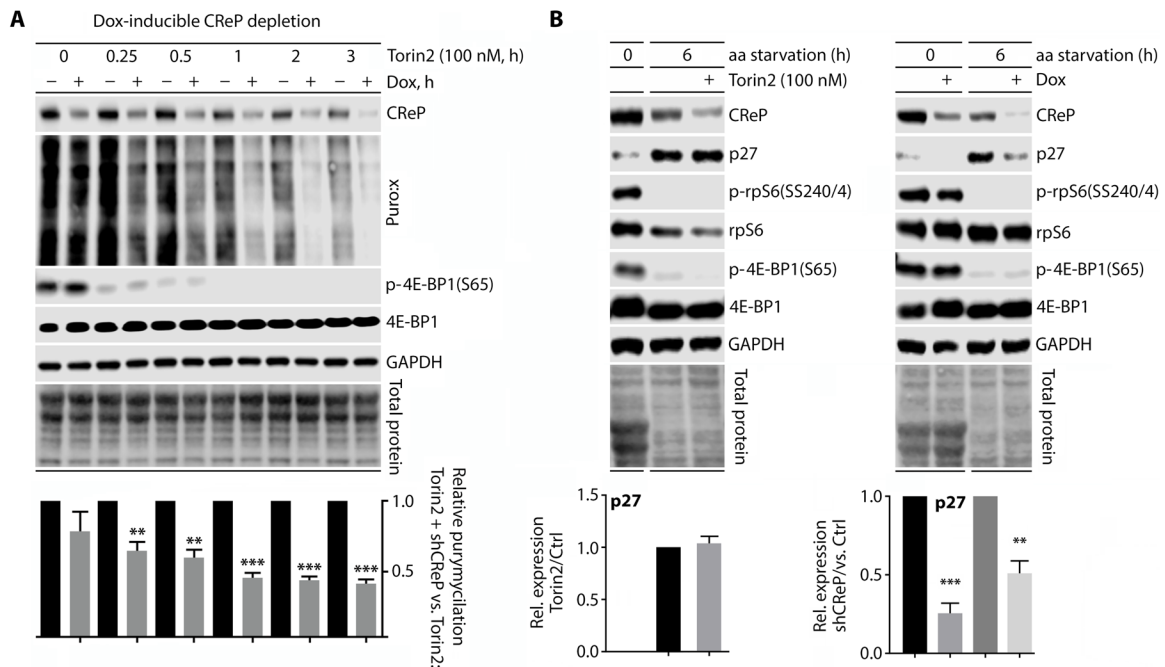 A
Dox-inducible CReP depletion
0 0.25 0.5 1 2 3 Torin2 (100 nM, h)
– + – + – + – + – + – + Dox, h
CReP
Purox
p-4E-BP1(S65)
4E-BP1
GAPDH
Total protein
1.0
0.5
** ** *** *** ***
Relative purymycilation
Torin2 + shCReP vs. Torin2:
B
0 6 aa starvation (h)
+ Torin2 (100 nM)
CReP
p27
p-rpS6(SS240/4)
rpS6
p-4E-BP1(S65)
4E-BP1
GAPDH
Total protein
Rel. expression
Torin2/Ctrl
1.5
1.0
0.5
0.0
p27
0 6 aa starvation (h)
+ + Dox
CReP
p27
p-rpS6(SS240/4)
rpS6
p-4E-BP1(S65)
4E-BP1
GAPDH
Total protein
Rel. expression
shCReP/vs. Ctrl
1.0
0.5
0.0
p27
*** **